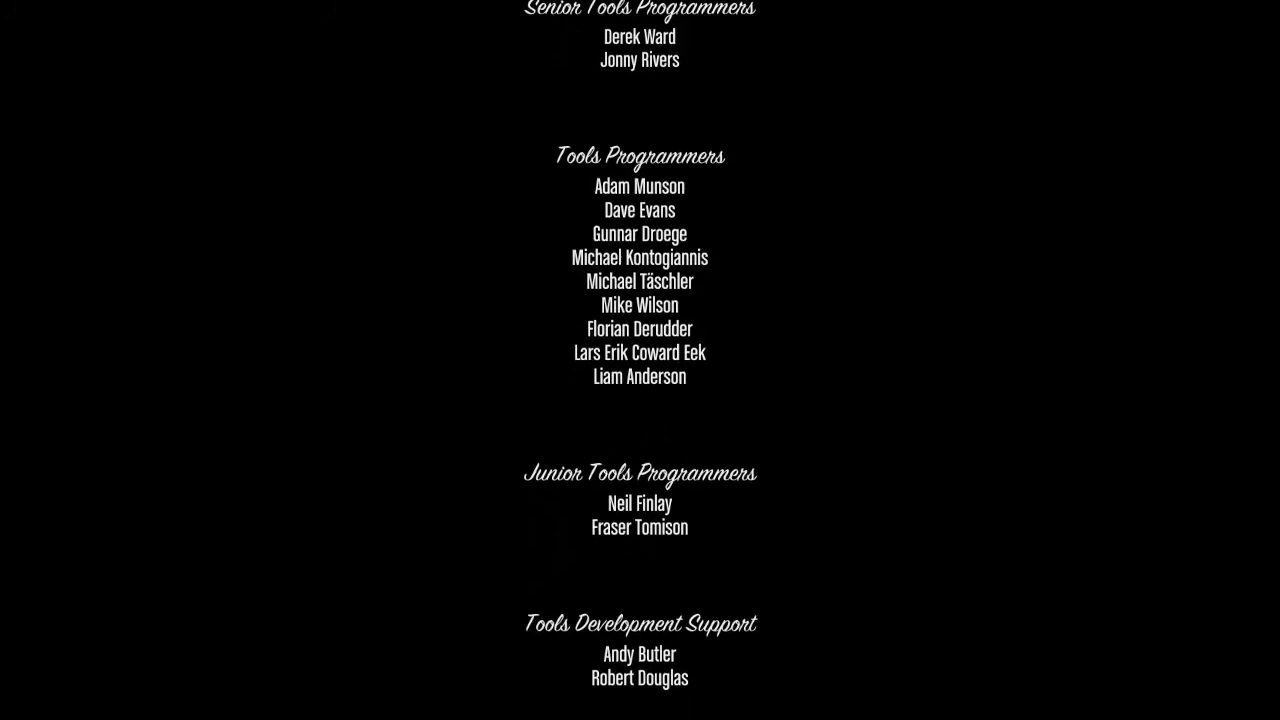 Senior Tools Programmers
Derek Ward
Jonny Rivers
Tools Programmers
Adam Munson
Dave Evans
Gunnar Droege
Michael Kontogiannis
Michael Täschler
Mike Wilson
Florian Derudder
Lars Erik Coward Eek
Liam Anderson
Junior Tools Programmers
Neil Finlay
Fraser Tomison
Tools Development Support
Andy Butler
Robert Douglas